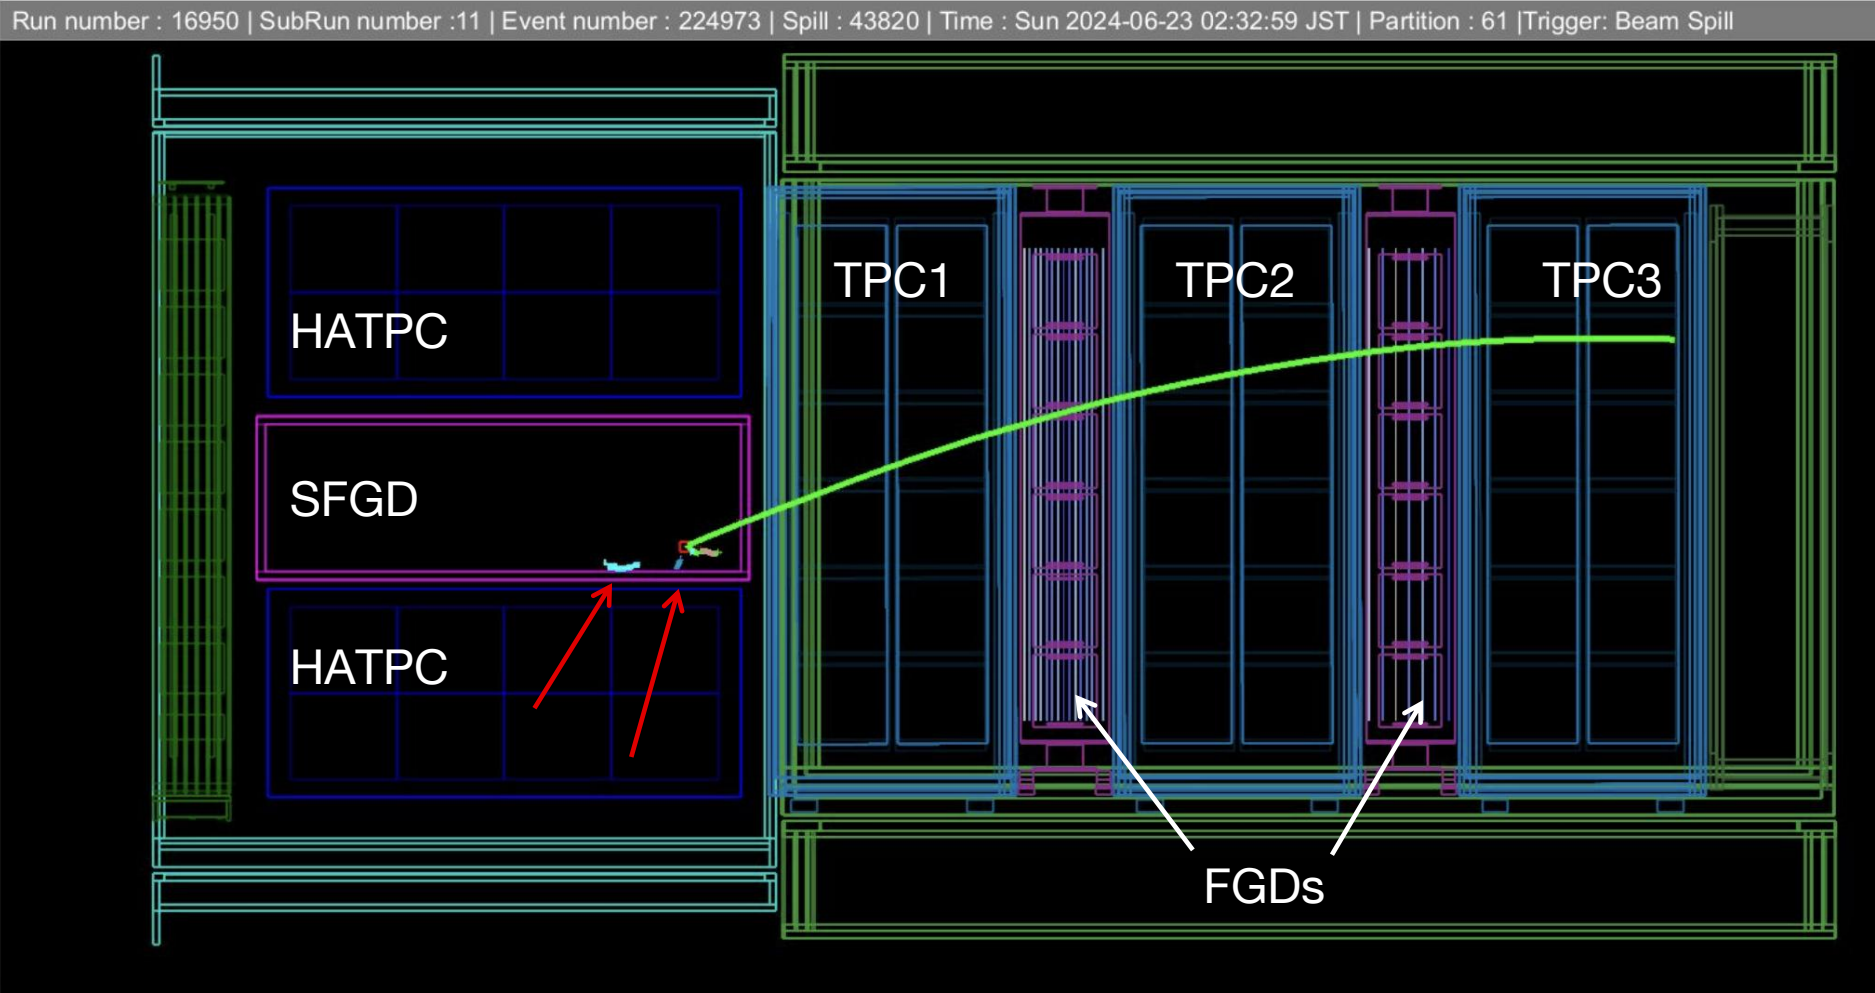 Run number : 16950 | SubRun number :11 | Event number : 224973 | Spill : 43820 | Time : Sun 2024-06-23 02:32:59 JST | Partition : 61 |Trigger: Beam Spill
TPC1
TPC2
TPC3
HATPC
SFGD
HATPC
FGDs